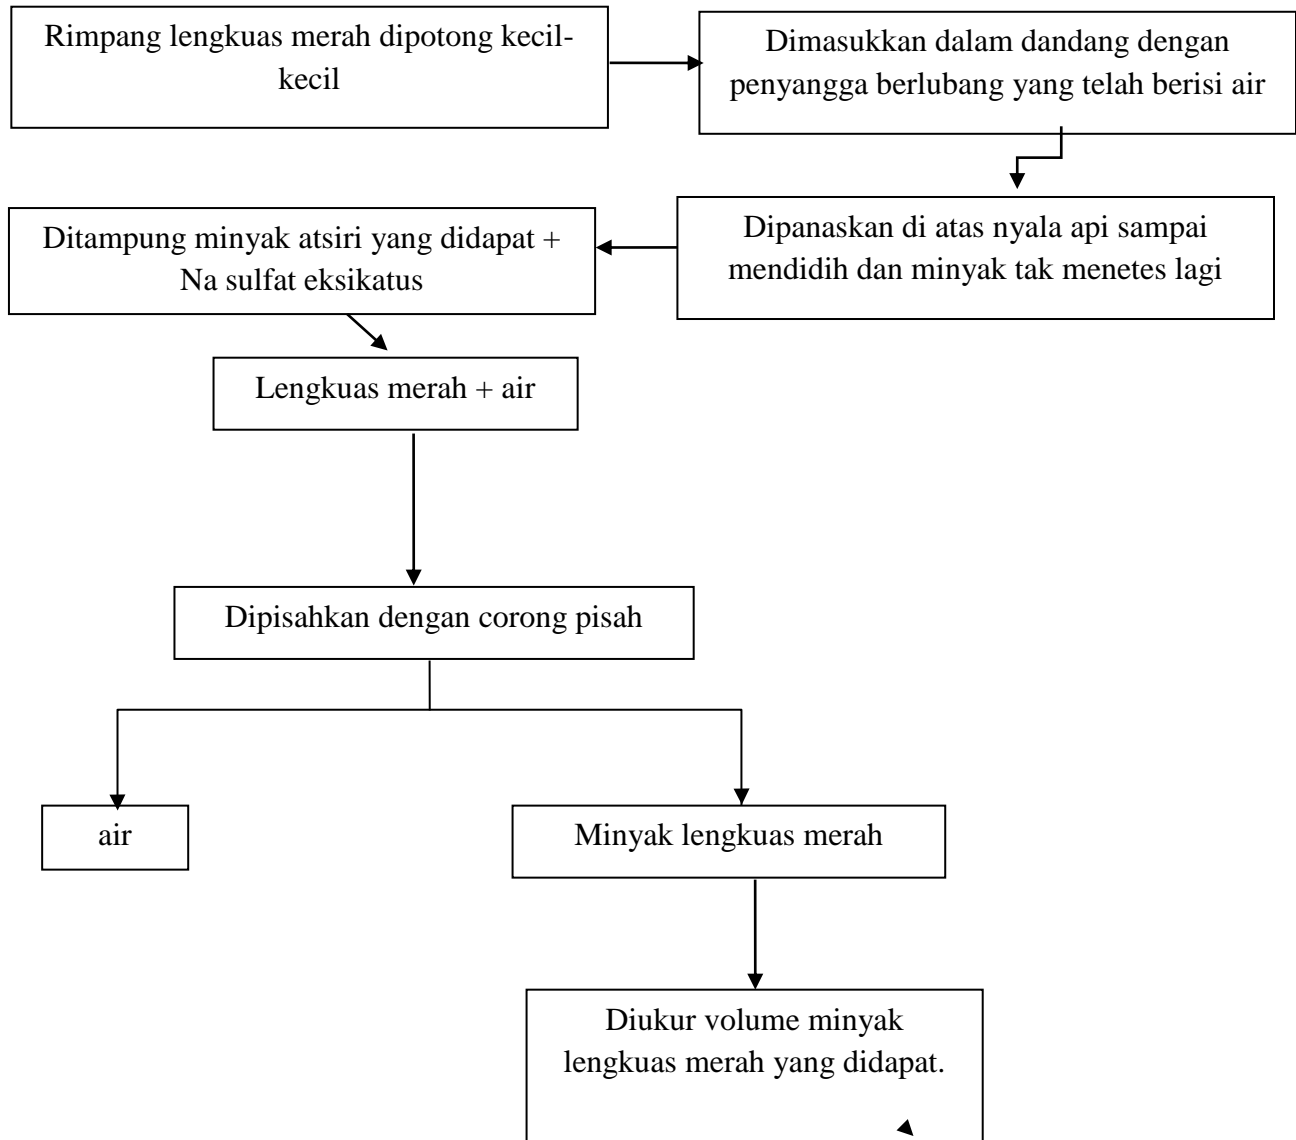 Rimpang lengkuas merah dipotong kecil-
kecil
Dimasukkan dalam dandang dengan
penyangga berlubang yang telah berisi air
Dipanaskan di atas nyala api sampai
mendidih dan minyak tak menetes lagi
Ditampung minyak atsiri yang didapat +
Na sulfat eksikatus
Lengkuas merah + air
Dipisahkan dengan corong pisah
air
Minyak lengkuas merah
Diukur volume minyak
lengkuas merah yang didapat.